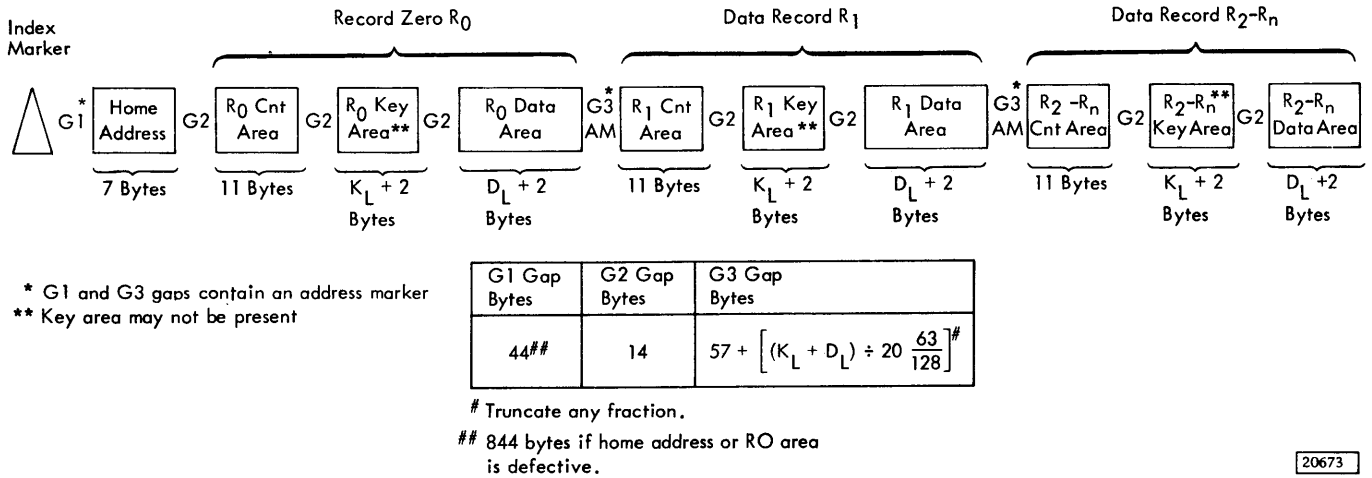 Index
Marker
Record Zero R0
Data Record R1
Data Record R2-Rn
G1*
Home
Address
G2
R0 Cnt
Area
G2
R0 Key
Area**
G2
R0 Data
Area
*
G3
AM
R1 Cnt
Area
G2
R1 Key
Area**
G2
R1 Data
Area
*
G3
AM
R2 -Rn
Cnt Area
G2
R2-Rn**
Key Area
G2
R2-Rn
Data Area
7 Bytes
11 Bytes
KL + 2
Bytes
DL + 2
Bytes
11 Bytes
KL + 2
Bytes
DL + 2
Bytes
11 Bytes
KL + 2
Bytes
DL +2
Bytes
* G1 and G3 gaps contain an address marker
** Key area may not be present
G1 Gap
Bytes
G2 Gap
Bytes
G3 Gap
Bytes
44##
14
57 + [(KL + DL) ÷ 20 63/128]#
# Truncate any fraction.
## 844 bytes if home address or RO area
is defective.
20673